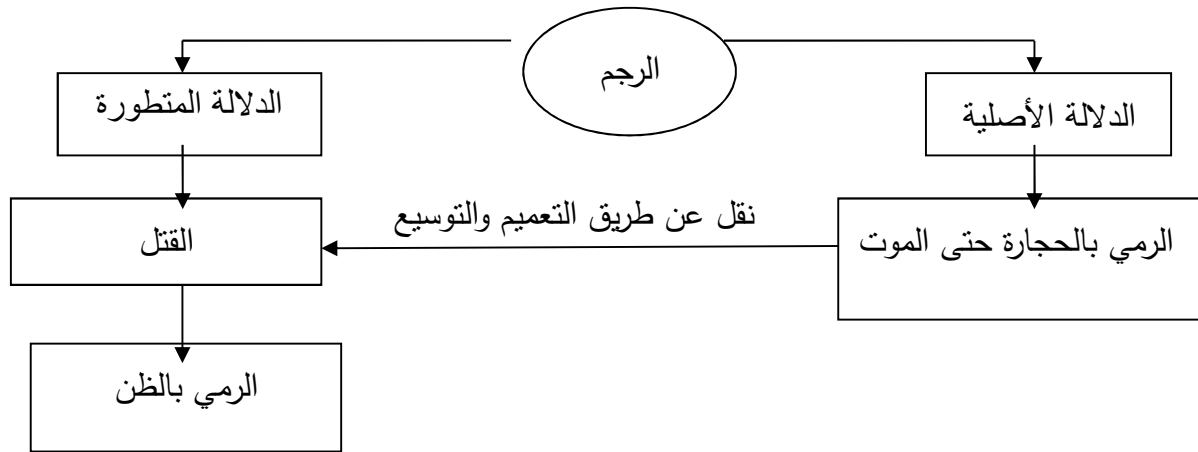 الرجم
الدلالة الأصلية
الدلالة المتطورة
الرمي بالحجارة حتى الموت
نقل عن طريق التعميم والتوسيع
القتل
الرمي بالظن